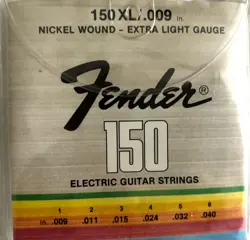 150XL/.009 in.
NICKEL WOUND – EXTRA LIGHT GAUGE
Fender®
150
ELECTRIC GUITAR STRINGS
1 2 3 4 5 6
in. .009 .011 .015 .024 .032 .040